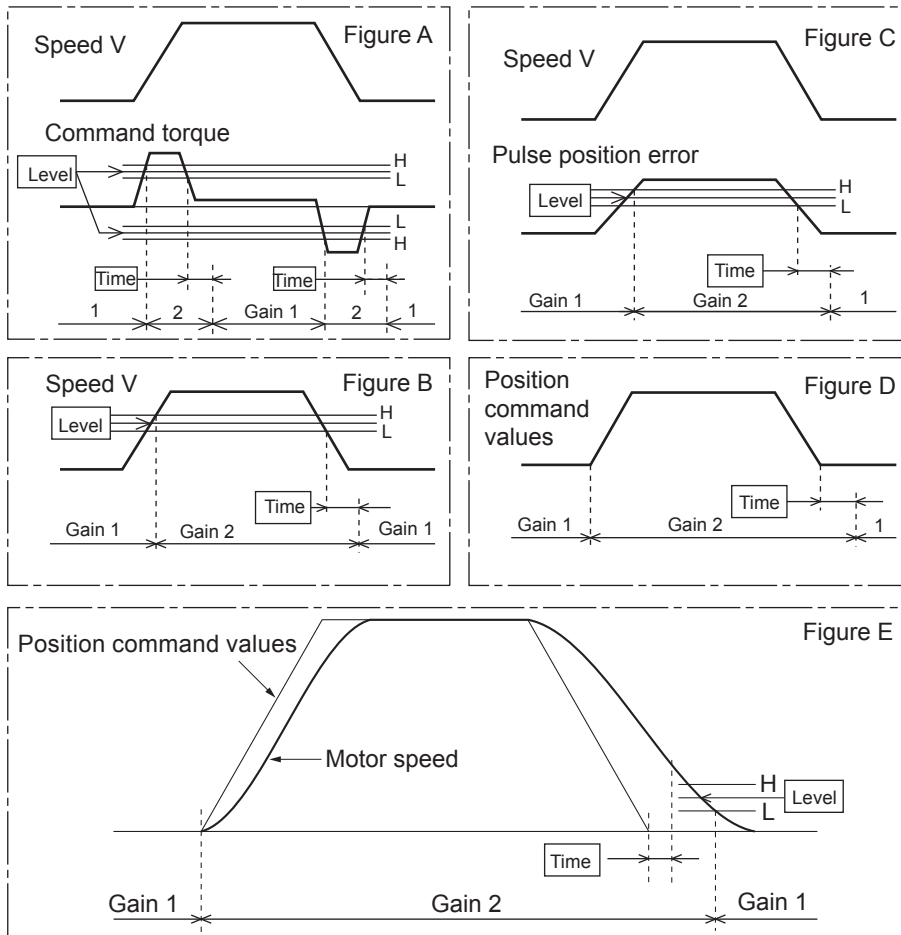 Speed V
Figure A
Command torque
Level
H
L
L
H
Time
Time
1
2
Gain 1
2
1
Speed V
Figure C
Pulse position error
Level
H
L
Time
Gain 1
Gain 2
1
Speed V
Figure B
Level
H
L
Time
Gain 1
Gain 2
Gain 1
Position
command
values
Figure D
Time
Gain 1
Gain 2
1
Figure E
Position command values
Motor speed
H
Level
L
Time
Gain 1
Gain 2
Gain 1